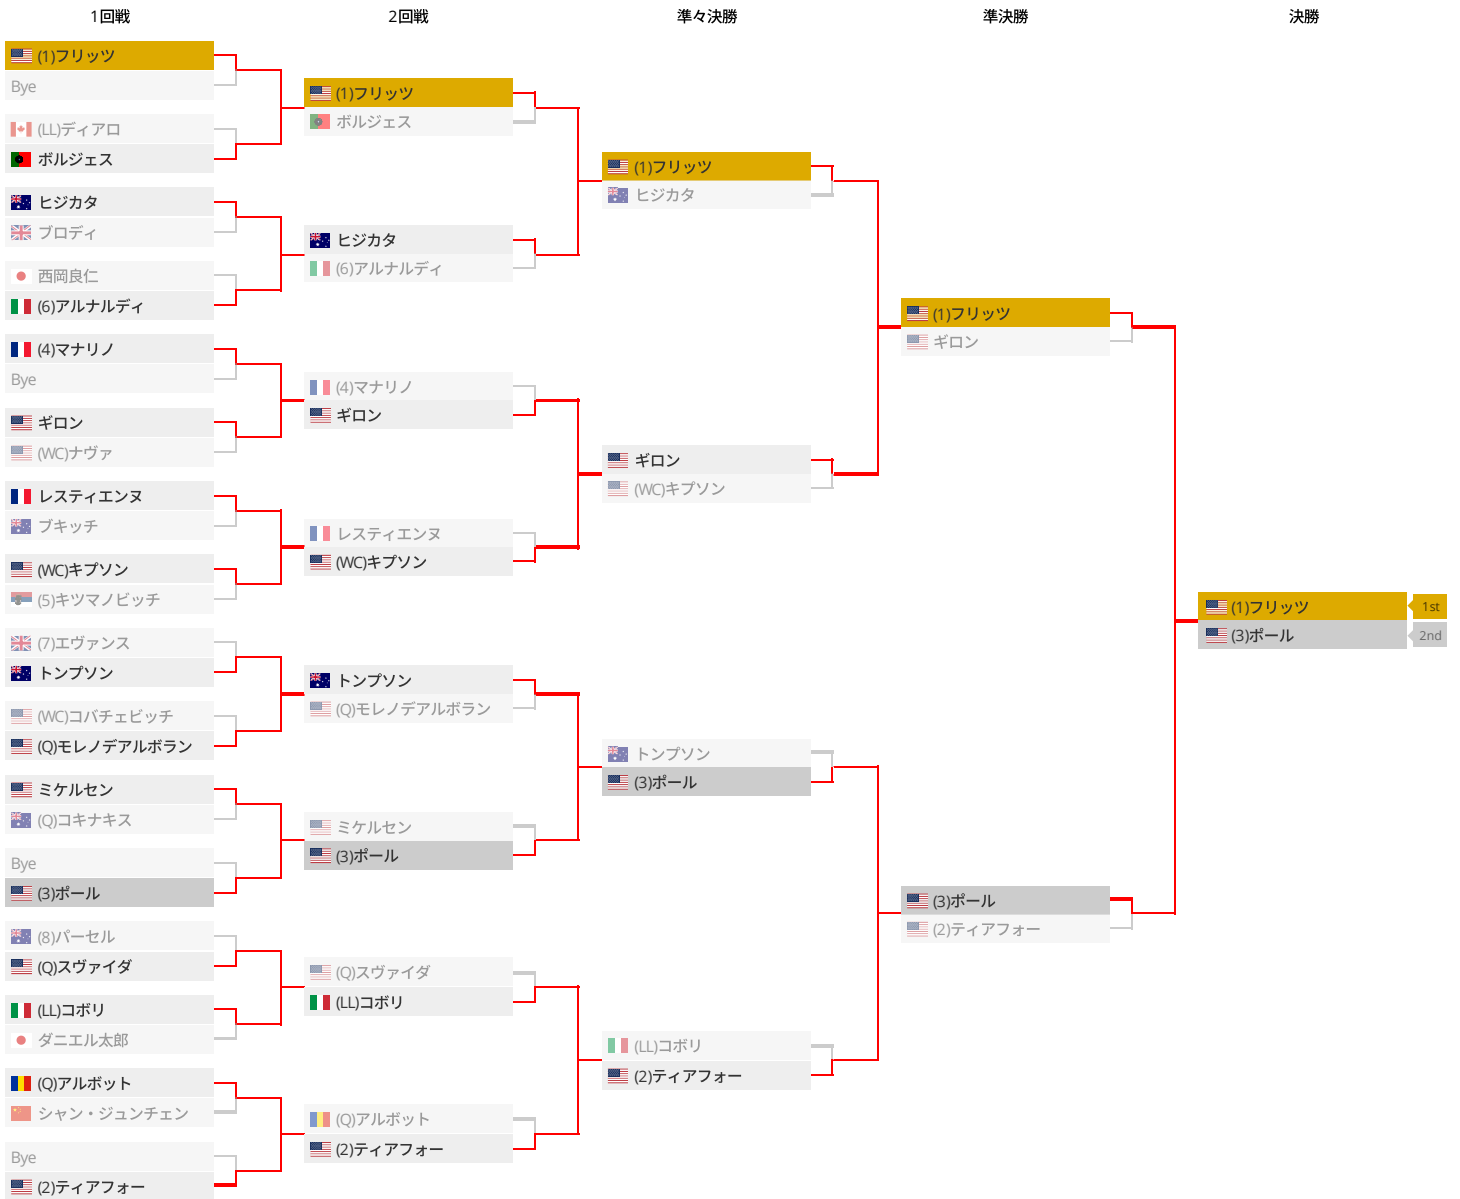 1回戦
2回戦
準々決勝
準決勝
決勝
(1)フリッツ
Bye
(LL)ディアロ
ボルジェス
ヒジカタ
ブロディ
西岡良仁
(6)アルナルディ
(4)マナリノ
Bye
ギロン
(WC)ナヴァ
レスティエンヌ
ブキッチ
(WC)キプソン
(5)キツマノビッチ
(7)エヴァンス
トンプソン
(WC)コバチェビッチ
(Q)モレノデアルボラン
ミケルセン
(Q)コキナキス
Bye
(3)ポール
(8)パーセル
(Q)スヴァイダ
(LL)コボリ
ダニエル太郎
(Q)アルボット
シャン・ジュンチェン
Bye
(2)ティアフォー
(1)フリッツ
ボルジェス
ヒジカタ
(6)アルナルディ
(4)マナリノ
ギロン
レスティエンヌ
(WC)キプソン
トンプソン
(Q)モレノデアルボラン
ミケルセン
(3)ポール
(Q)スヴァイダ
(LL)コボリ
(Q)アルボット
(2)ティアフォー
(1)フリッツ
ヒジカタ
ギロン
(WC)キプソン
トンプソン
(3)ポール
(LL)コボリ
(2)ティアフォー
(1)フリッツ
ギロン
(3)ポール
(2)ティアフォー
(1)フリッツ
1st
(3)ポール
2nd